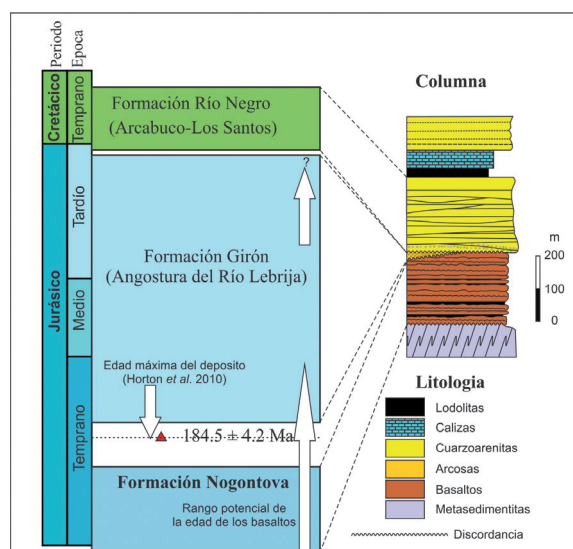 Periodo
Epoca
Cretácico
Temprano
Jurásico
Tardío
Medio
Temprano
Formación Río Negro
(Arcabuco-Los Santos)
?
Formación Girón
(Angostura del Río Lebrija)
Edad máxima del deposito
(Horton et al. 2010)
184.5 ± 4.2 Ma
Formación Nogontova
Rango potencial
de la edad de los basaltos
Columna
m
200
100
0
Litologia
Lodolitas
Calizas
Cuarzoarenitas
Arcosas
Basaltos
Metasedimentitas
Discordancia